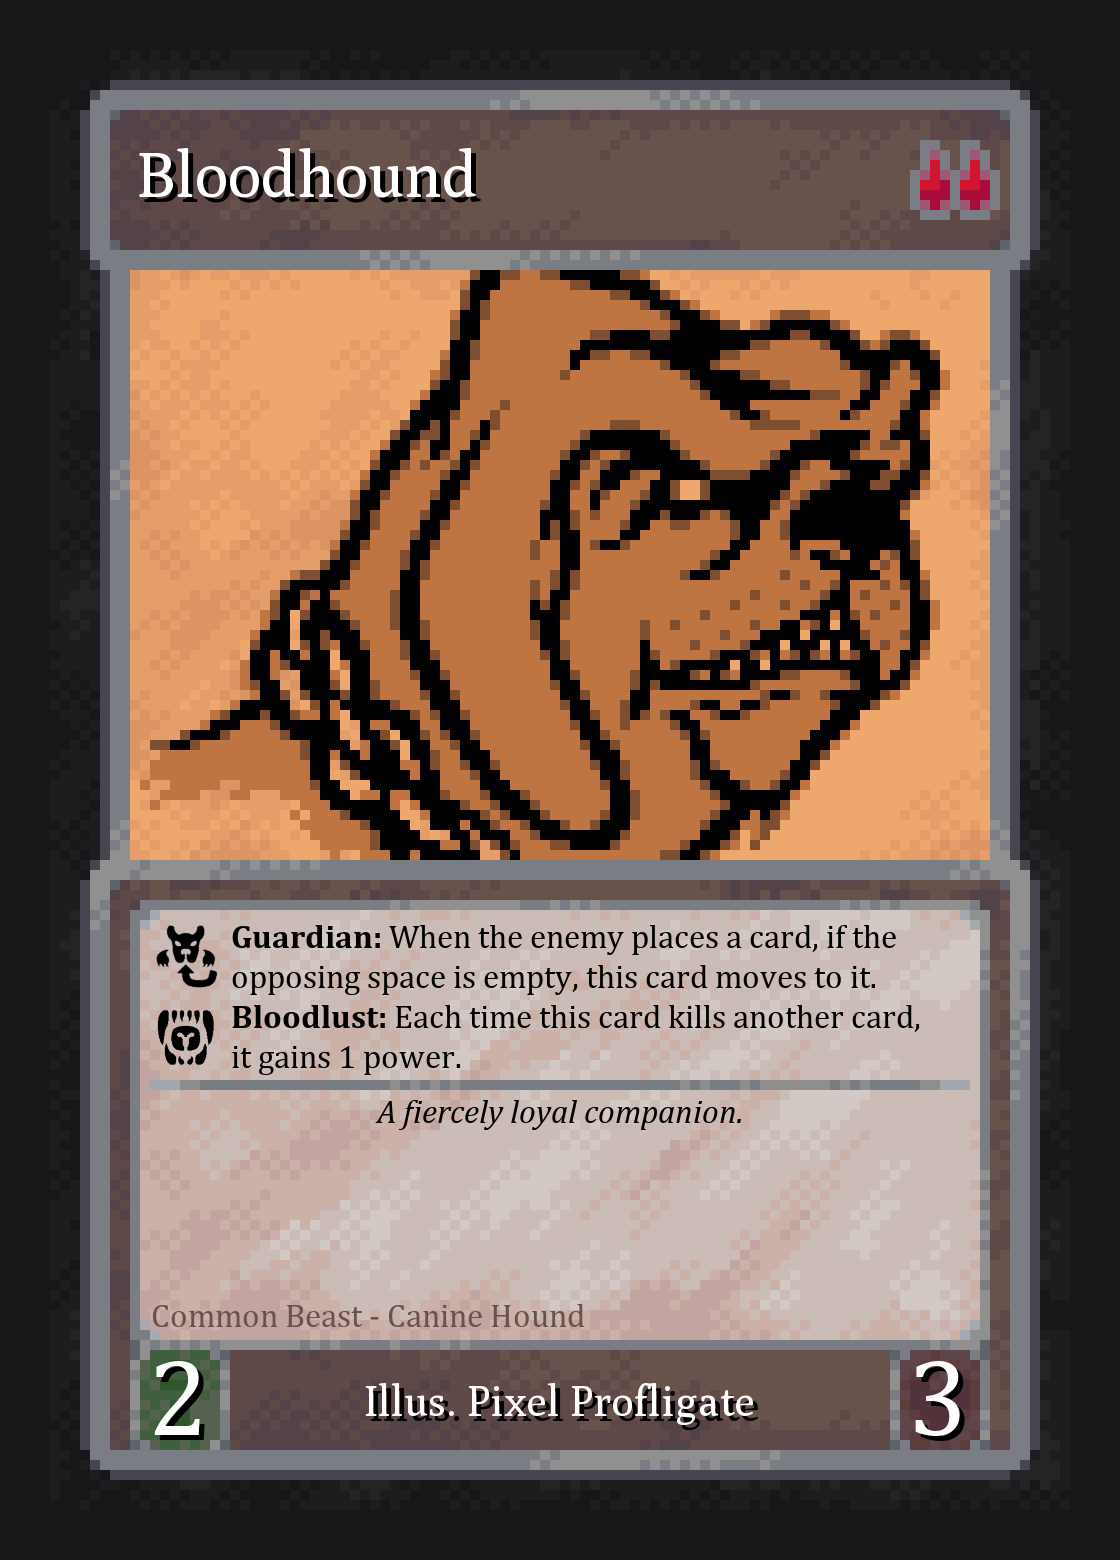 Bloodhound
Guardian: When the enemy places a card, if the
opposing space is empty, this card moves to it.
Bloodlust: Each time this card kills another card,
it gains 1 power.
A fiercely loyal companion.
Common Beast - Canine Hound
2
Illus. Pixel Profligate
3